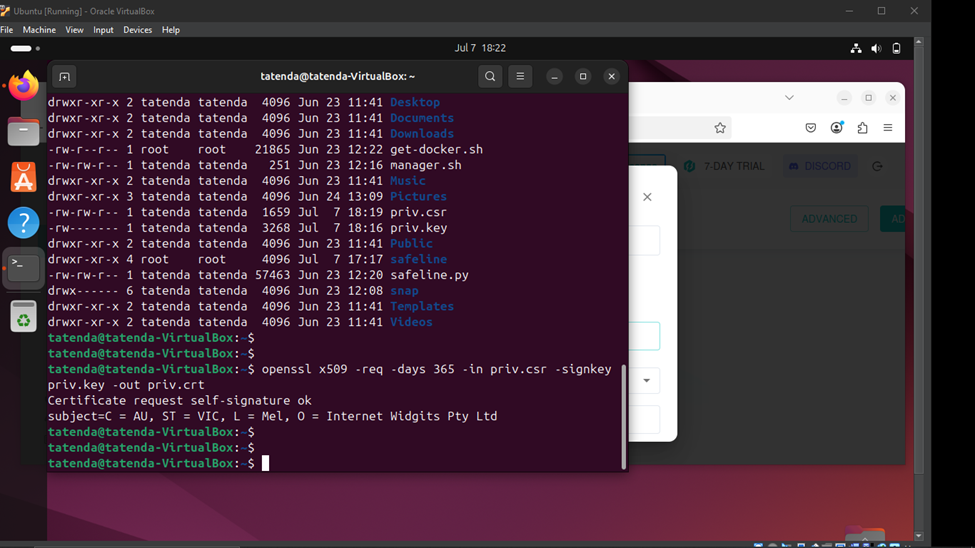 Ubuntu [Running] - Oracle VirtualBox
File Machine View Input Devices Help
Jul 7 18:22
tatenda@tatenda-VirtualBox: ~
drwxr-xr-x 2 tatenda tatenda 4096 Jun 23 11:41 Desktop
drwxr-xr-x 2 tatenda tatenda 4096 Jun 23 11:41 Documents
drwxr-xr-x 2 tatenda tatenda 4096 Jun 23 11:41 Downloads
-rw-r--r-- 1 root root 21865 Jun 23 12:22 get-docker.sh
-rw-rw-r-- 1 tatenda tatenda 251 Jun 23 12:16 manager.sh
drwxr-xr-x 2 tatenda tatenda 4096 Jun 23 11:41 Music
drwxr-xr-x 3 tatenda tatenda 4096 Jun 24 13:09 Pictures
-rw-rw-r-- 1 tatenda tatenda 1659 Jul 7 18:19 priv.csr
-rw------- 1 tatenda tatenda 3268 Jul 7 18:16 priv.key
drwxr-xr-x 2 tatenda tatenda 4096 Jun 23 11:41 Public
drwxr-xr-x 4 root root 4096 Jul 7 17:17 safeline
-rw-rw-r-- 1 tatenda tatenda 57463 Jun 23 12:20 safeline.py
drwx------ 6 tatenda tatenda 4096 Jun 23 12:08 snap
drwxr-xr-x 2 tatenda tatenda 4096 Jun 23 11:41 Templates
drwxr-xr-x 2 tatenda tatenda 4096 Jun 23 11:41 Videos
tatenda@tatenda-VirtualBox:~$
tatenda@tatenda-VirtualBox:~$
tatenda@tatenda-VirtualBox:~$ openssl x509 -req -days 365 -in priv.csr -signkey
priv.key -out priv.crt
Certificate request self-signature ok
subject=C = AU, ST = VIC, L = Mel, O = Internet Widgits Pty Ltd
tatenda@tatenda-VirtualBox:~$
tatenda@tatenda-VirtualBox:~$
tatenda@tatenda-VirtualBox:~$
7-DAY TRIAL
DISCORD
ADVANCED
AD